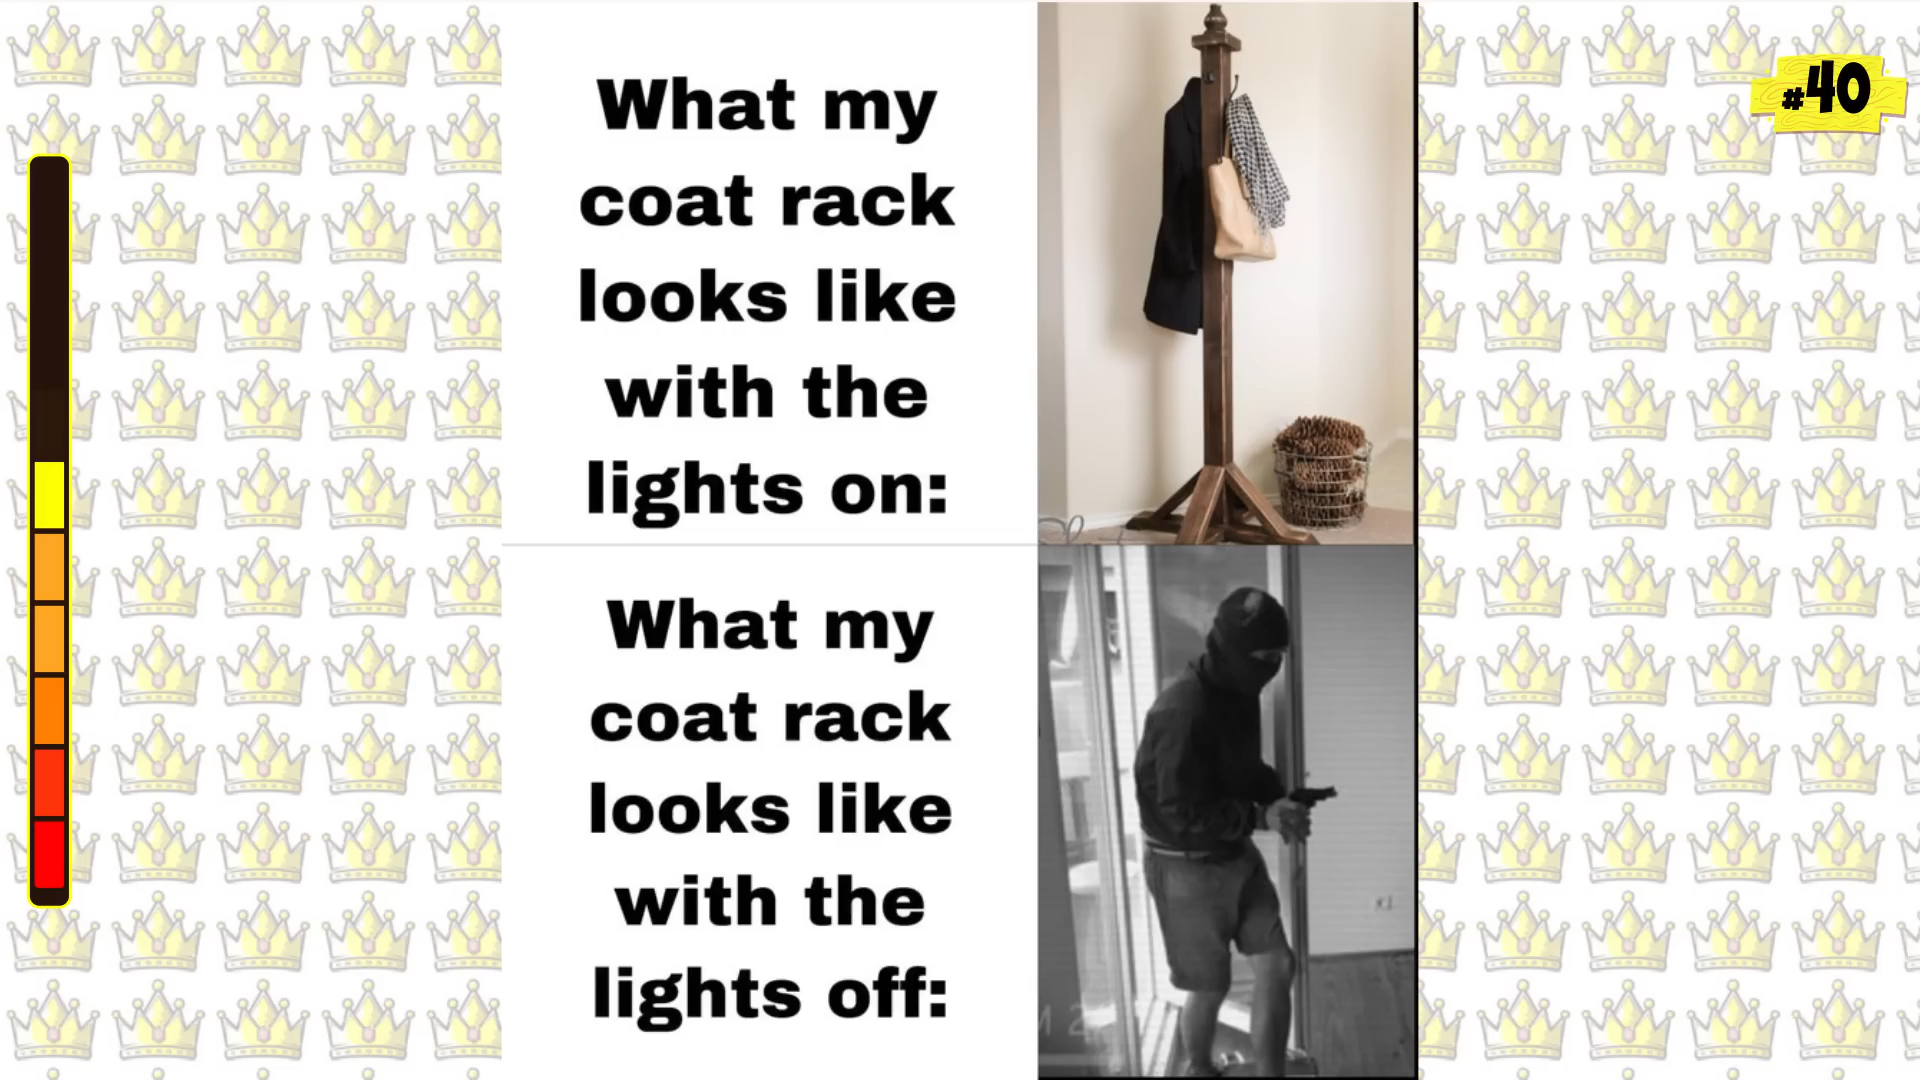 What my
coat rack
looks like
with the
lights on:
#40
What my
coat rack
looks like
with the
lights off: